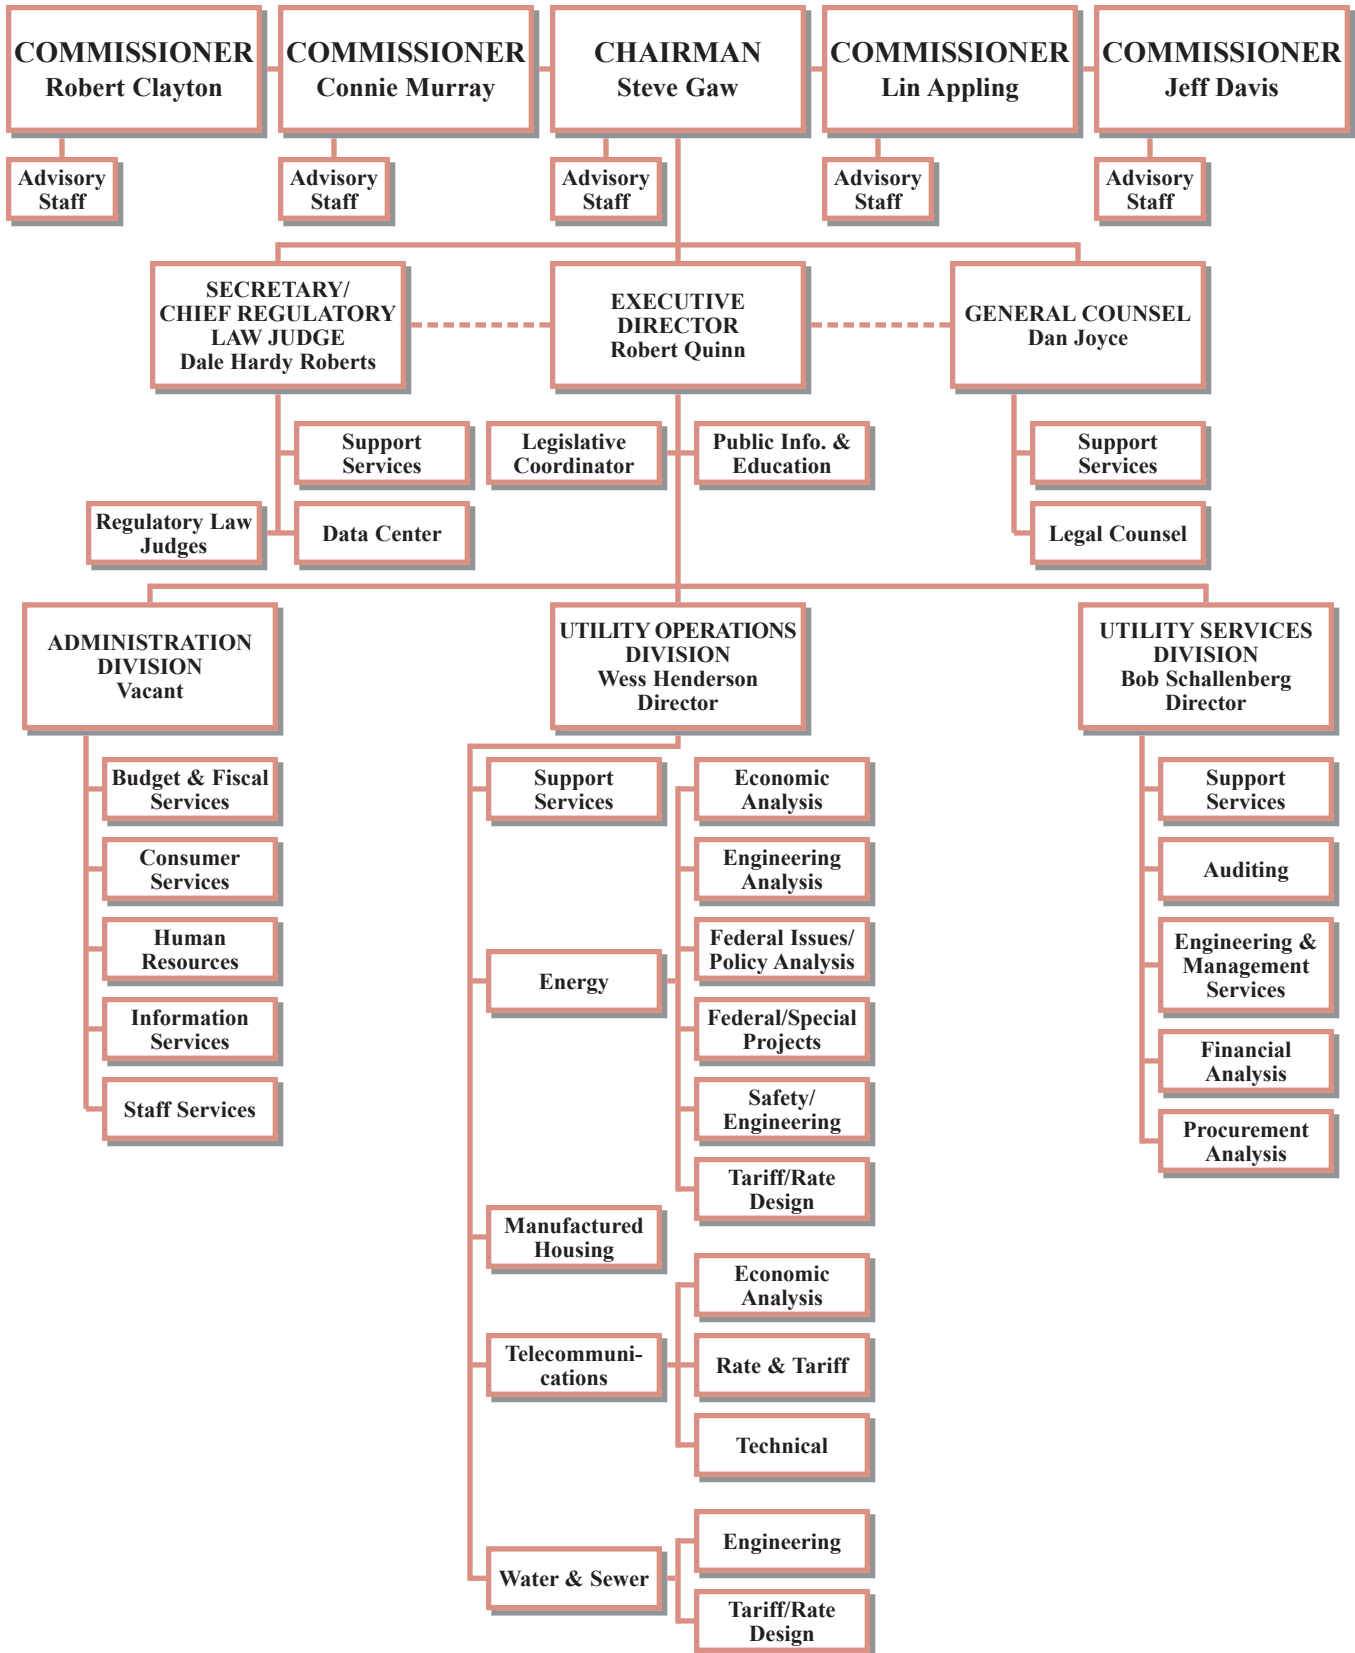 COMMISSIONER
Robert Clayton
COMMISSIONER
Connie Murray
CHAIRMAN
Steve Gaw
COMMISSIONER
Lin Appling
COMMISSIONER
Jeff Davis
Advisory
Staff
Advisory
Staff
Advisory
Staff
Advisory
Staff
Advisory
Staff
SECRETARY/
CHIEF REGULATORY
LAW JUDGE
Dale Hardy Roberts
EXECUTIVE
DIRECTOR
Robert Quinn
GENERAL COUNSEL
Dan Joyce
Support
Services
Regulatory Law
Judges
Data Center
Legislative
Coordinator
Public Info. &
Education
Support
Services
Legal Counsel
ADMINISTRATION
DIVISION
Vacant
UTILITY OPERATIONS
DIVISION
Wess Henderson
Director
UTILITY SERVICES
DIVISION
Bob Schallenberg
Director
Budget & Fiscal
Services
Consumer
Services
Human
Resources
Information
Services
Staff Services
Support
Services
Energy
Economic
Analysis
Engineering
Analysis
Federal Issues/
Policy Analysis
Federal/Special
Projects
Safety/
Engineering
Tariff/Rate
Design
Manufactured
Housing
Telecommuni-
cations
Economic
Analysis
Rate & Tariff
Technical
Water & Sewer
Engineering
Tariff/Rate
Design
Support
Services
Auditing
Engineering &
Management
Services
Financial
Analysis
Procurement
Analysis